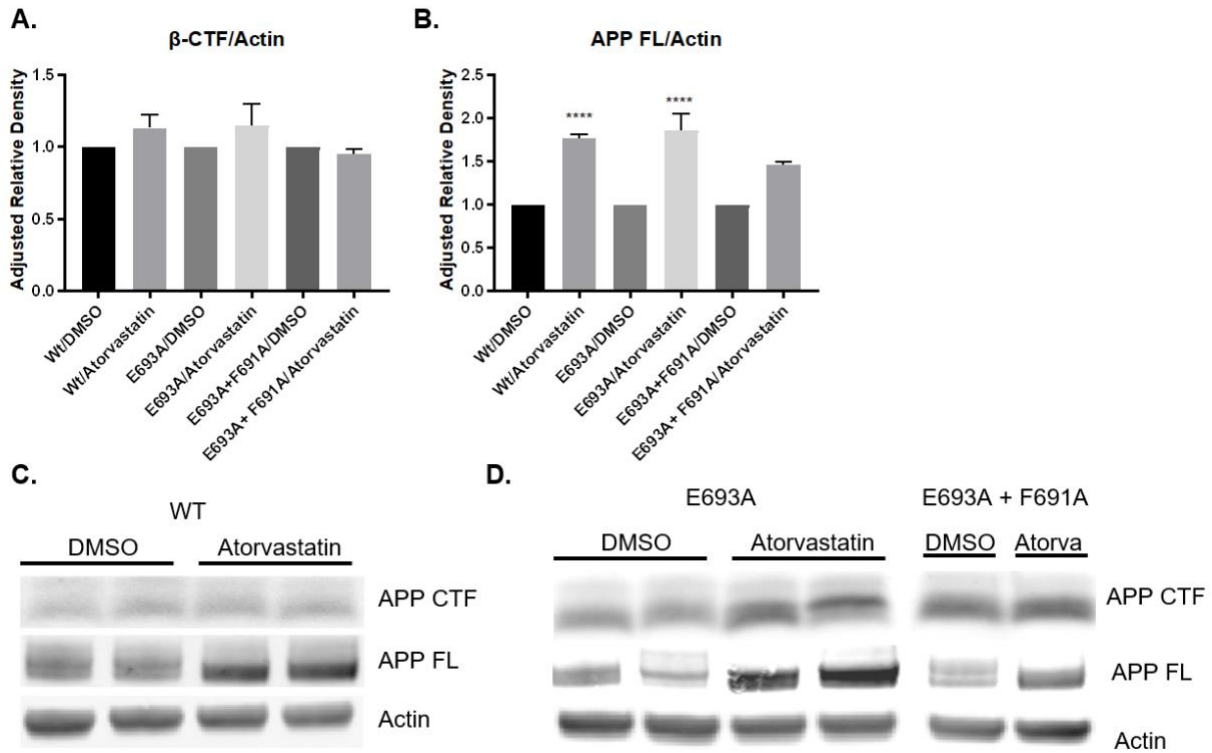 A.
β-CTF/Actin
Adjusted Relative Density
1.5
1.0
0.5
0.0
Wt/DMSO
Wt/Atorvastatin
E693A/DMSO
E693A/Atorvastatin
E693A+F691A/DMSO
E693A+ F691A/Atorvastatin
B.
APP FL/Actin
Adjusted Relative Density
2.5
2.0
1.5
1.0
0.5
0.0
****
****
Wt/DMSO
Wt/Atorvastatin
E693A/DMSO
E693A/Atorvastatin
E693A+F691A/DMSO
E693A+ F691A/Atorvastatin
C.
WT
DMSO Atorvastatin
APP CTF
APP FL
Actin
D.
E693A E693A + F691A
DMSO Atorvastatin DMSO Atorva
APP CTF
APP FL
Actin